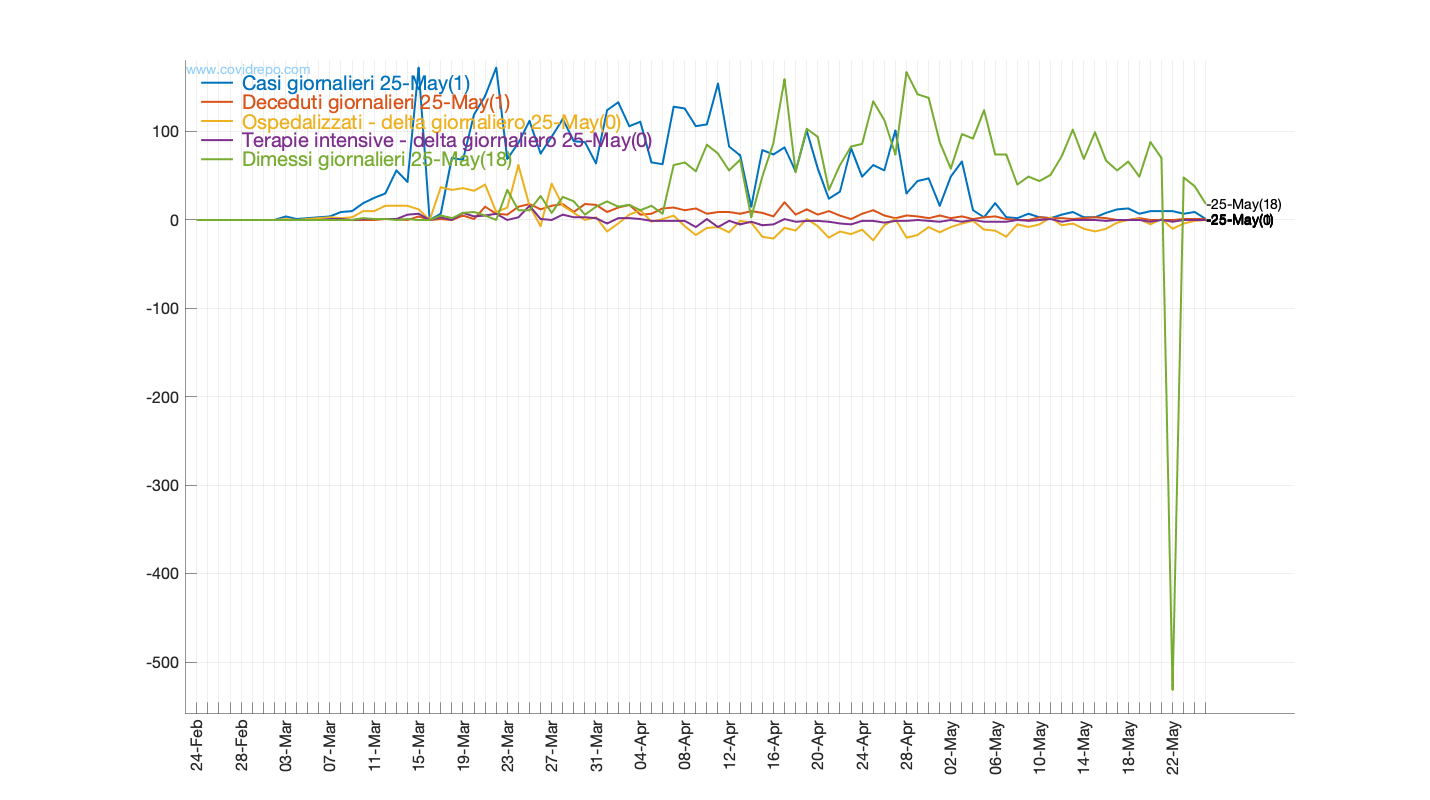 www.covidrepo.com
Casi giornalieri 25-May(1)
Deceduti giornalieri 25-May(1)
Ospedalizzati - delta giornaliero 25-May(0)
Terapie intensive - delta giornaliero 25-May(0)
Dimessi giornalieri 25-May(18)
100
0
-100
-200
-300
-400
-500
-25-May(18)
24-Feb
28-Feb
03-Mar
07-Mar
11-Mar
15-Mar
19-Mar
23-Mar
27-Mar
31-Mar
04-Apr
08-Apr
12-Apr
16-Apr
20-Apr
24-Apr
28-Apr
02-May
06-May
10-May
14-May
18-May
22-May